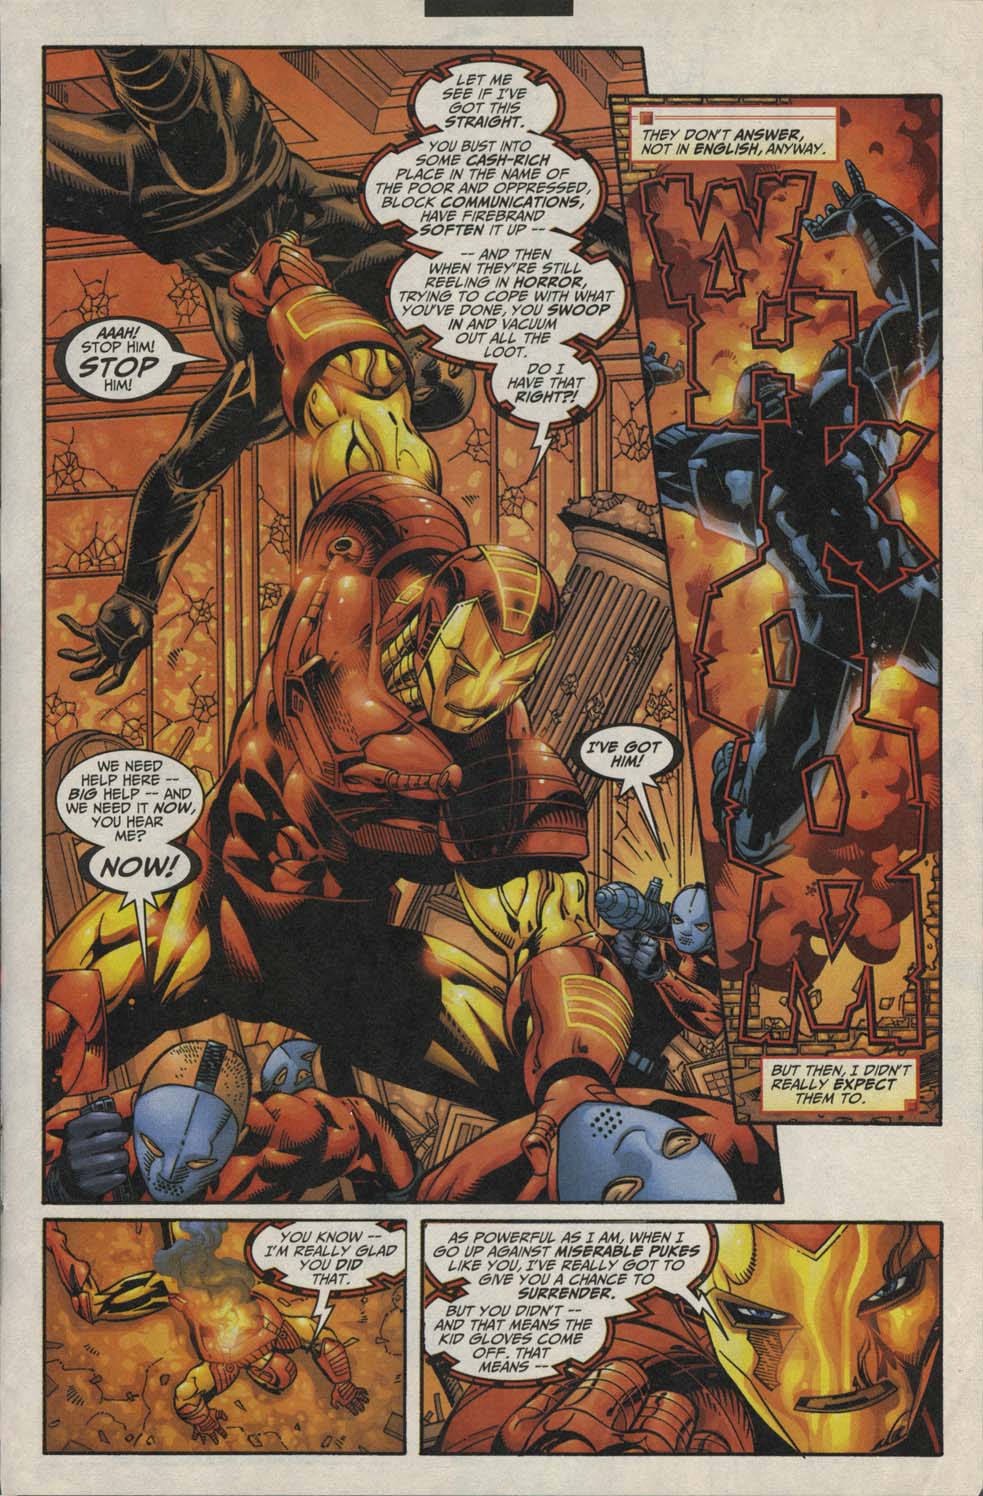 LET ME
SEE IF I'VE
GOT THIS
STRAIGHT.
YOU BUST INTO
SOME CASH-RICH
PLACE IN THE NAME OF
THE POOR AND OPPRESSED,
BLOCK COMMUNICATIONS,
HAVE FIREBRAND
SOFTEN IT UP --
-- AND THEN
WHEN THEY'RE STILL
REELING IN HORROR,
TRYING TO COPE WITH WHAT
YOU'VE DONE, YOU SWOOP
IN AND VACUUM
OUT ALL THE
LOOT.
DO I
HAVE THAT
RIGHT?!
AAAH!
STOP HIM!
STOP
HIM!
WE NEED
HELP HERE --
BIG HELP -- AND
WE NEED IT NOW,
YOU HEAR
ME?
NOW!
I'VE GOT
HIM!
THEY DON'T ANSWER,
NOT IN ENGLISH, ANYWAY.
WHKOOM
BUT THEN, I DIDN'T
REALLY EXPECT
THEM TO.
YOU KNOW --
I'M REALLY GLAD
YOU DID
THAT.
AS POWERFUL AS I AM, WHEN I
GO UP AGAINST MISERABLE PUKES
LIKE YOU, I'VE REALLY GOT TO
GIVE YOU A CHANCE TO
SURRENDER.
BUT YOU DIDN'T --
AND THAT MEANS THE
KID GLOVES COME
OFF. THAT
MEANS --